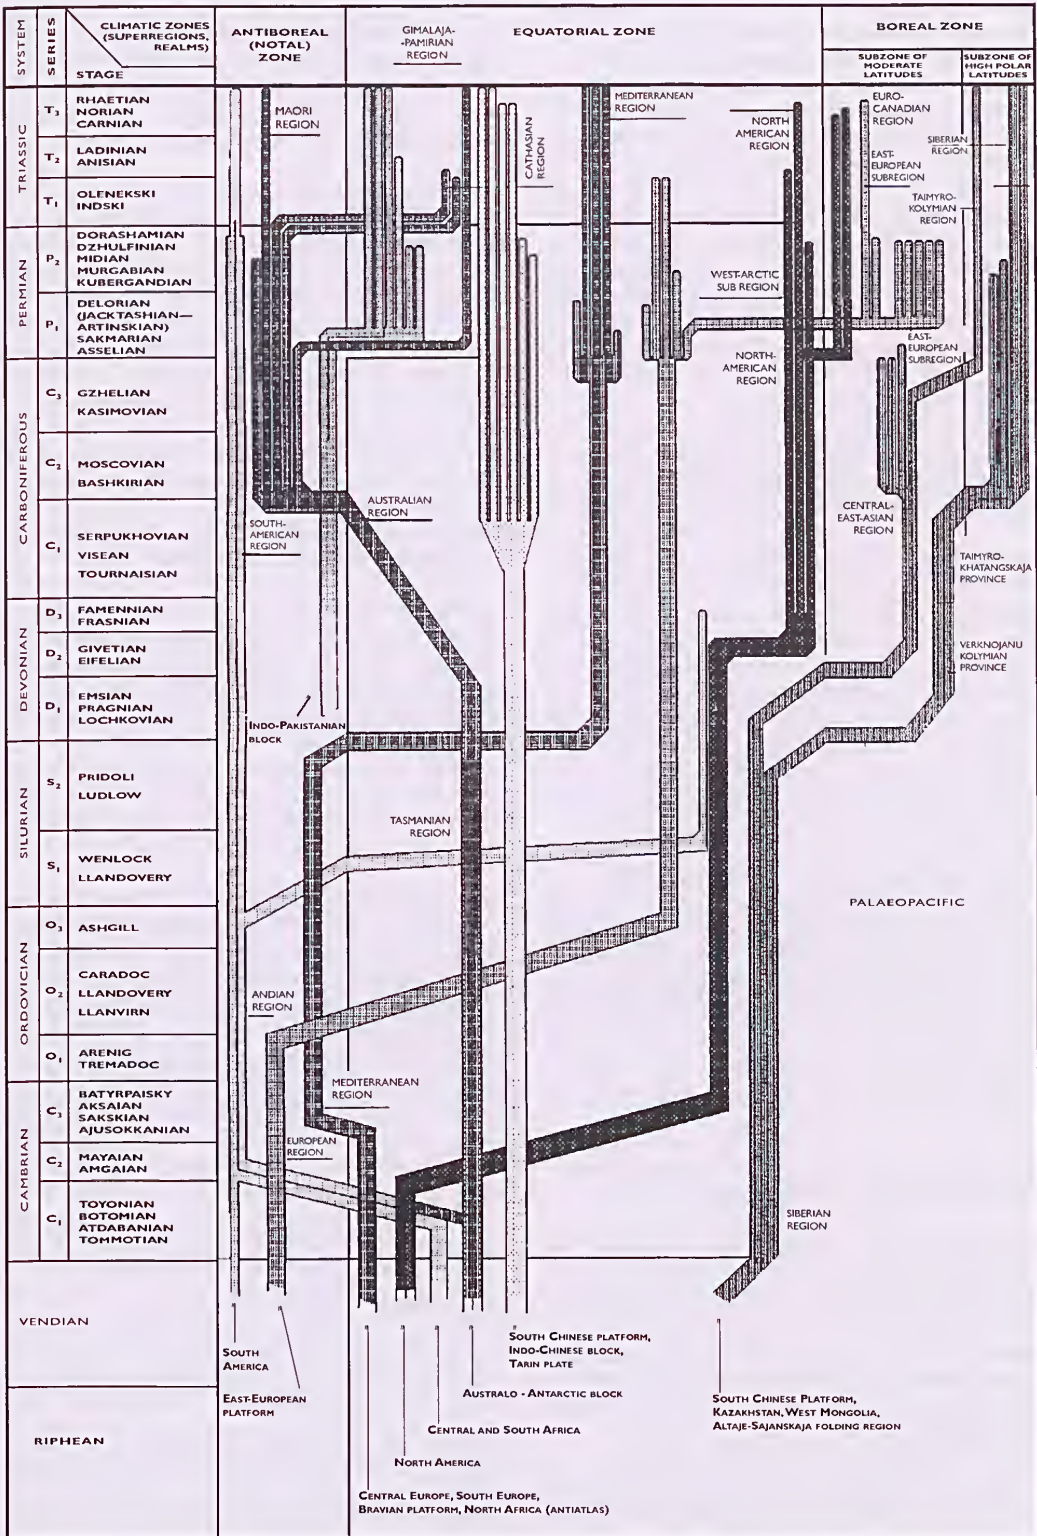 SYSTEM
SERIES
CLIMATIC ZONES
(SUPERREGIONS,
REALMS)
STAGE
ANTIBOREAL
(NOTAL)
ZONE
EQUATORIAL ZONE
BOREAL ZONE
SUBZONE OF
MODERATE
LATITUDES
SUBZONE OF
HIGH POLAR
LATITUDES
GIMALAJA-
-PAMIRIAN
REGION
MAORI
REGION
CATHASIAN
REGION
MEDITERRANEAN
REGION
NORTH
AMERICAN
REGION
EURO-
CANADIAN
REGION
EAST-
EUROPEAN
SUBREGION
SIBERIAN
REGION
TAIMYRO-
KOLYMIAN
REGION
TRIASSIC
T3
RHAETIAN
NORIAN
CARNIAN
T2
LADINIAN
ANISIAN
T1
OLENEKSKI
INDSKI
PERMIAN
P2
DORASHAMIAN
DZHULFINIAN
MIDIAN
MURGABIAN
KUBERGANDIAN
P1
DELORIAN
(JACKTASHIAN—
ARTINSKIAN)
SAKMARIAN
ASSELIAN
WEST-ARCTIC
SUB REGION
NORTH-
AMERICAN
REGION
EAST-
EUROPEAN
SUBREGION
CARBONIFEROUS
C3
GZHELIAN
KASIMOVIAN
C2
MOSCOVIAN
BASHKIRIAN
C1
SERPUKHOVIAN
VISEAN
TOURNAISIAN
SOUTH-
AMERICAN
REGION
AUSTRALIAN
REGION
CENTRAL-
EAST-ASIAN
REGION
TAIMYRO-
KHATANGSKAJA
PROVINCE
DEVONIAN
D3
FAMENNIAN
FRASNIAN
D2
GIVETIAN
EIFELIAN
D1
EMSIAN
PRAGNIAN
LOCHKOVIAN
VERKNOJANU
KOLYMIAN
PROVINCE
INDO-PAKISTANIAN
BLOCK
SILURIAN
S2
PRIDOLI
LUDLOW
S1
WENLOCK
LLANDOVERY
TASMANIAN
REGION
PALAEOPACIFIC
ORDOVICIAN
O3
ASHGILL
O2
CARADOC
LLANDOVERY
LLANVIRN
O1
ARENIG
TREMADOC
ANDIAN
REGION
MEDITERRANEAN
REGION
CAMBRIAN
C3
BATYRPAISKY
AKSAIAN
SAKSKIAN
AJUSOKKANIAN
C2
MAYAIAN
AMGAIAN
C1
TOYONIAN
BOTOMIAN
ATDABANIAN
TOMMOTIAN
EUROPEAN
REGION
SIBERIAN
REGION
VENDIAN
RIPHEAN
SOUTH
AMERICA
EAST-EUROPEAN
PLATFORM
SOUTH CHINESE PLATFORM,
INDO-CHINESE BLOCK,
TARIN PLATE
AUSTRALO - ANTARCTIC BLOCK
CENTRAL AND SOUTH AFRICA
NORTH AMERICA
CENTRAL EUROPE, SOUTH EUROPE,
BRAVIAN PLATFORM, NORTH AFRICA (ANTIATLAS)
SOUTH CHINESE PLATFORM,
KAZAKHSTAN, WEST MONGOLIA,
ALTAJE-SAJANSKAJA FOLDING REGION